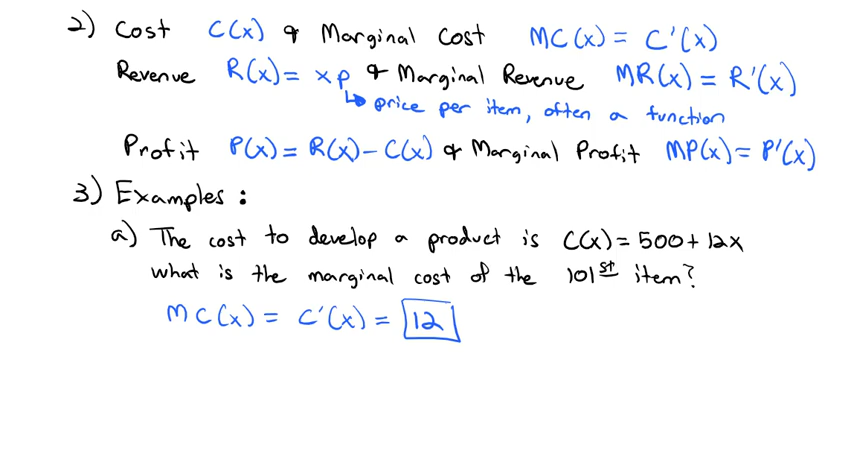 2) Cost C(x) & Marginal Cost MC(x) = C'(x)
Revenue R(x) = xp & Marginal Revenue MR(x) = R'(x)
↳ price per item, often a function
Profit P(x) = R(x) - C(x) & Marginal Profit MP(x) = P'(x)
3) Examples:
a) The cost to develop a product is C(x) = 500 + 12x
what is the marginal cost of the 101st item?
MC(x) = C'(x) = 12